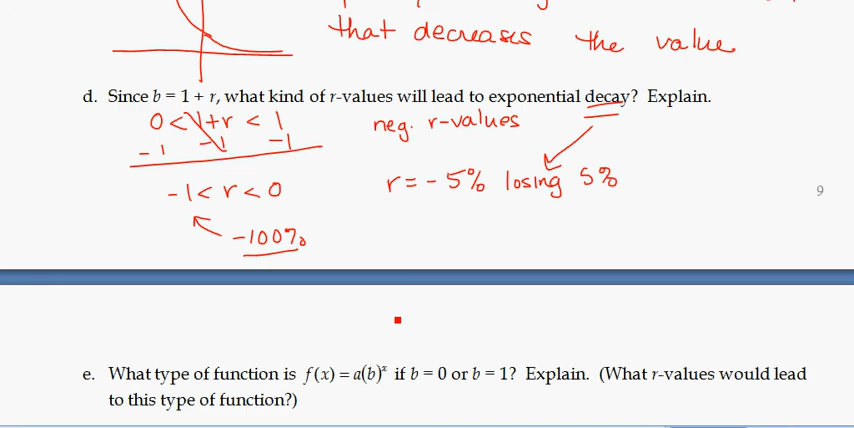 that decreases the value
d. Since b = 1 + r, what kind of r-values will lead to exponential decay? Explain.
0 < 1+r < 1 neg. r-values
-1 -1 -1
-1 < r < 0 r = -5% losing 5%
9
-100%
e. What type of function is f(x) = a(b)ˣ if b = 0 or b = 1? Explain. (What r-values would lead
to this type of function?)